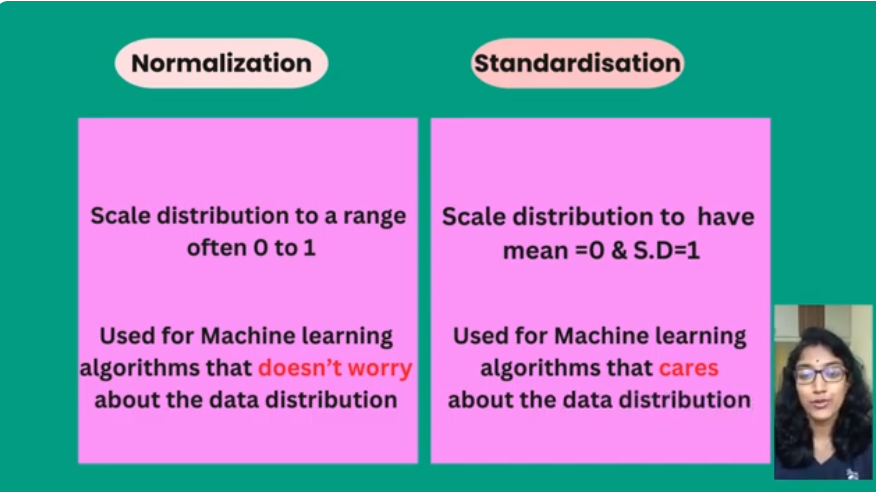 Normalization
Standardisation
Scale distribution to a range
often 0 to 1
Used for Machine learning
algorithms that doesn't worry
about the data distribution
Scale distribution to have
mean =0 & S.D=1
Used for Machine learning
algorithms that cares
about the data distribution